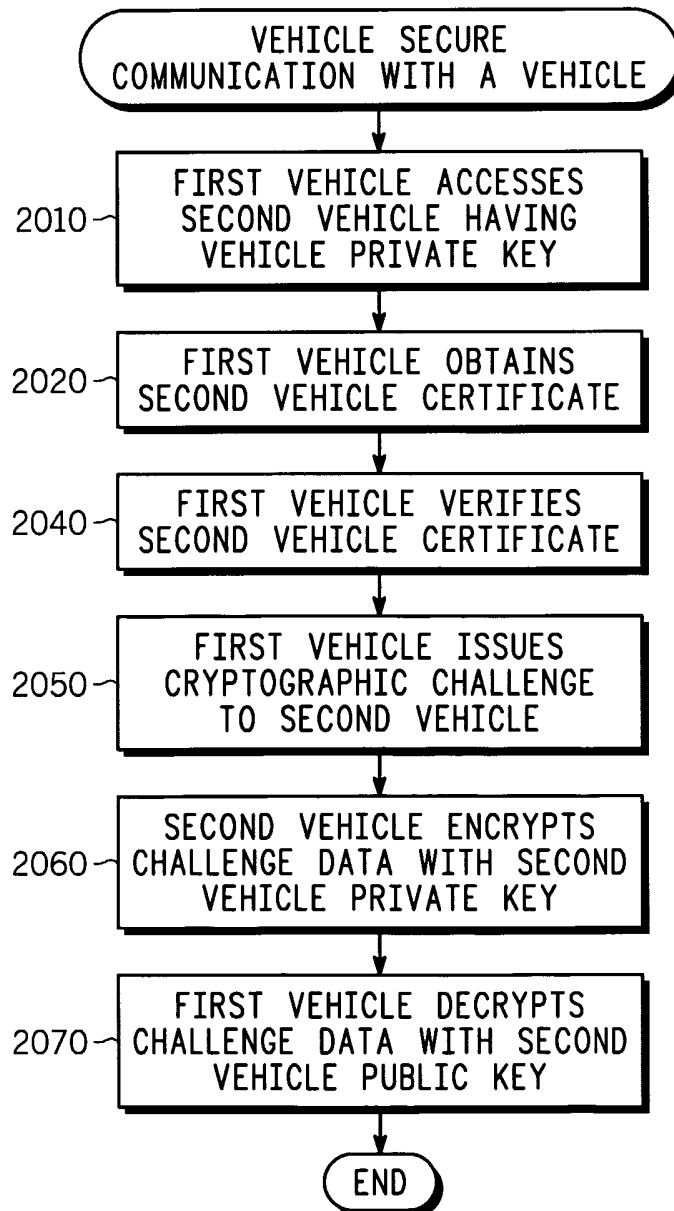 VEHICLE SECURE
COMMUNICATION WITH A VEHICLE
2010
FIRST VEHICLE ACCESSES
SECOND VEHICLE HAVING
VEHICLE PRIVATE KEY
2020
FIRST VEHICLE OBTAINS
SECOND VEHICLE CERTIFICATE
2040
FIRST VEHICLE VERIFIES
SECOND VEHICLE CERTIFICATE
2050
FIRST VEHICLE ISSUES
CRYPTOGRAPHIC CHALLENGE
TO SECOND VEHICLE
2060
SECOND VEHICLE ENCRYPTS
CHALLENGE DATA WITH SECOND
VEHICLE PRIVATE KEY
2070
FIRST VEHICLE DECRYPTS
CHALLENGE DATA WITH SECOND
VEHICLE PUBLIC KEY
END